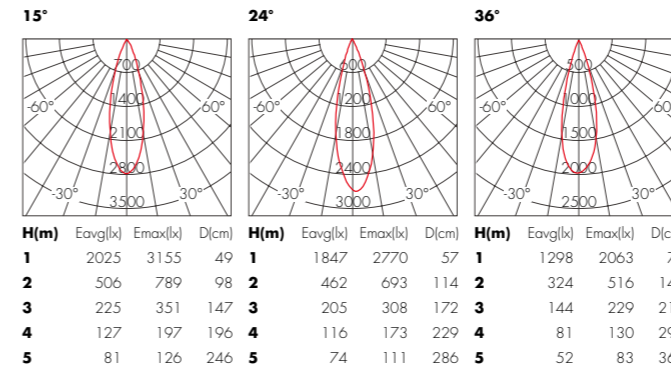 15° 24° 36°
700 600 500
1400 1200 1000
-60° 60° -60° 60° -60° 60°
2100 1800 1500
2800 2400 2000
-30° 30° -30° 30° -30° 30°
3500 3000 2500
H(m) Eavg(lx) Emax(lx) D(cm) H(m) Eavg(lx) Emax(lx) D(cm) H(m) Eavg(lx) Emax(lx)
1 2025 3155 49 1 1847 2770 57 1 1298 2063
2 506 789 98 2 462 693 114 2 324 516
3 225 351 147 3 205 308 172 3 144 229
4 127 197 196 4 116 173 229 4 81 130
5 81 126 246 5 74 111 286 5 52 83